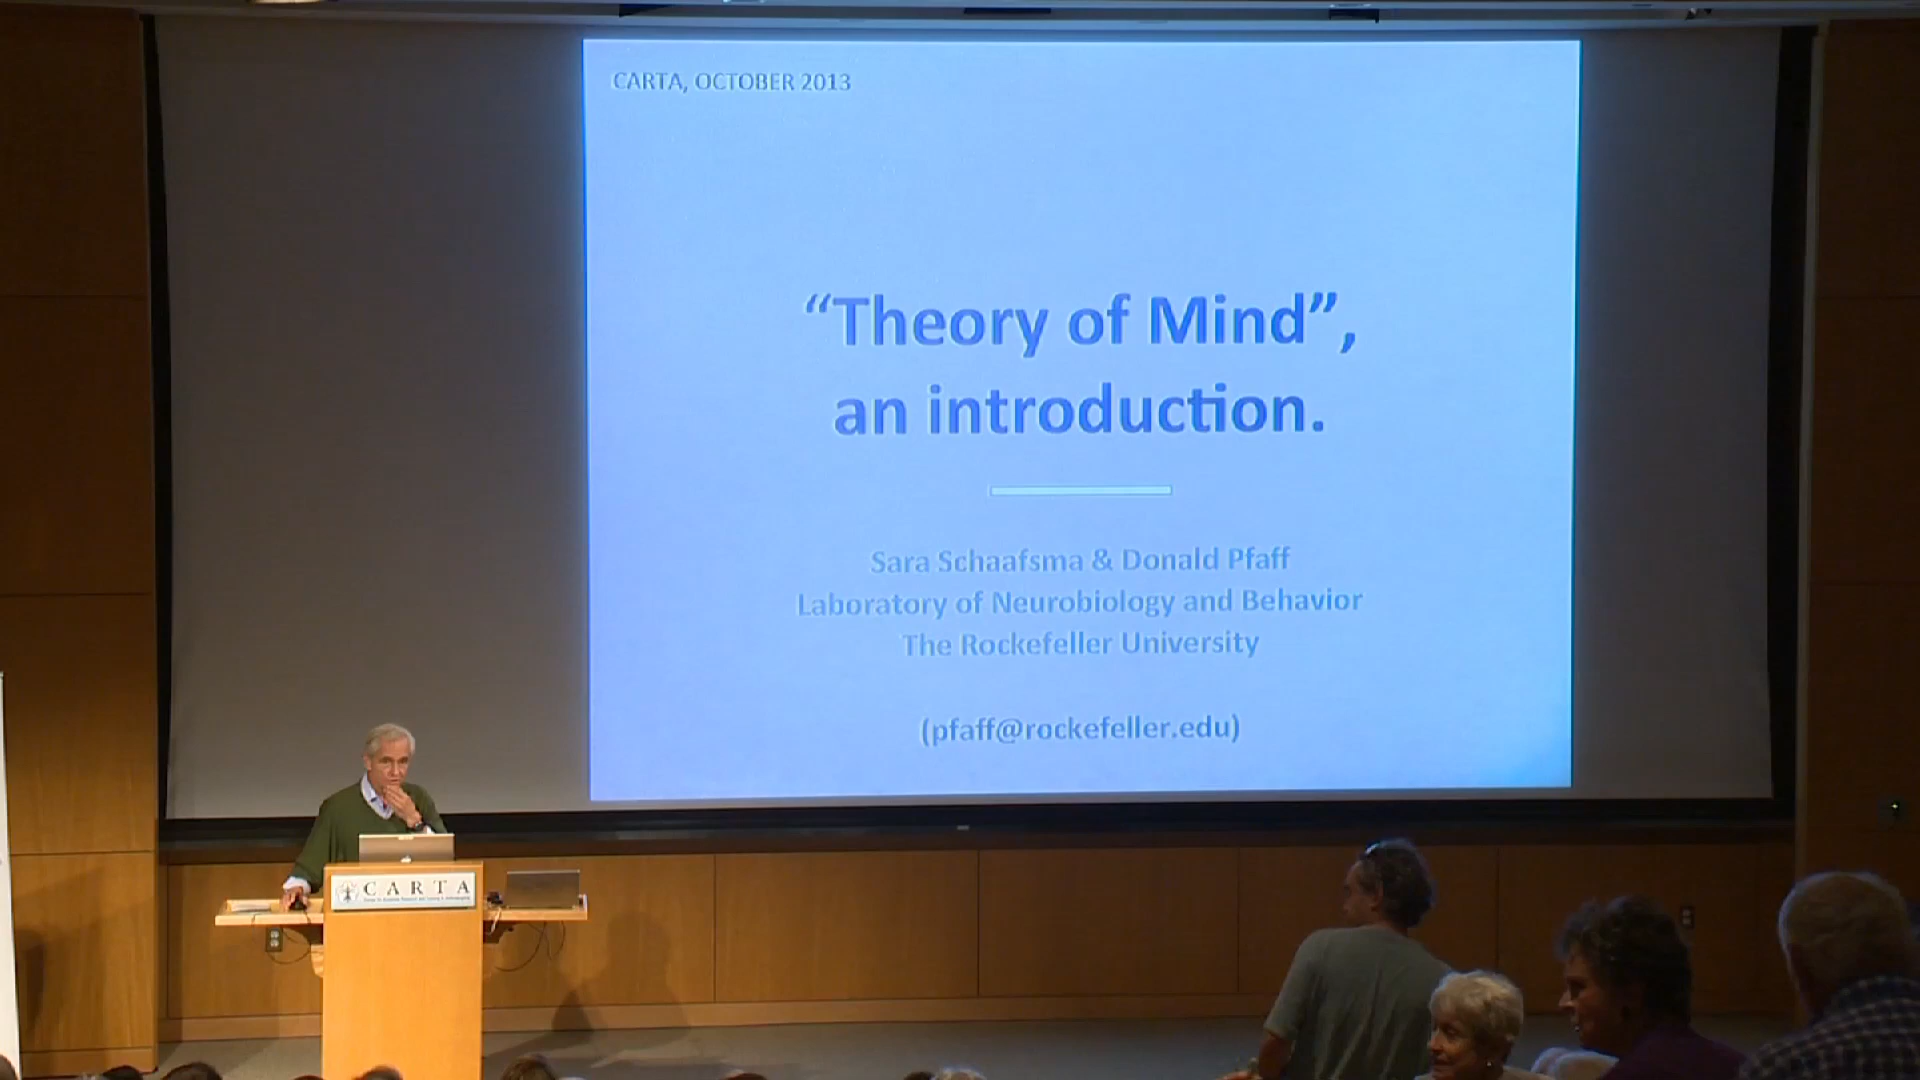 CARTA, OCTOBER 2013
“Theory of Mind”,
an introduction.
Sara Schaafsma & Donald Pfaff
Laboratory of Neurobiology and Behavior
The Rockefeller University
(pfaff@rockefeller.edu)
CARTA